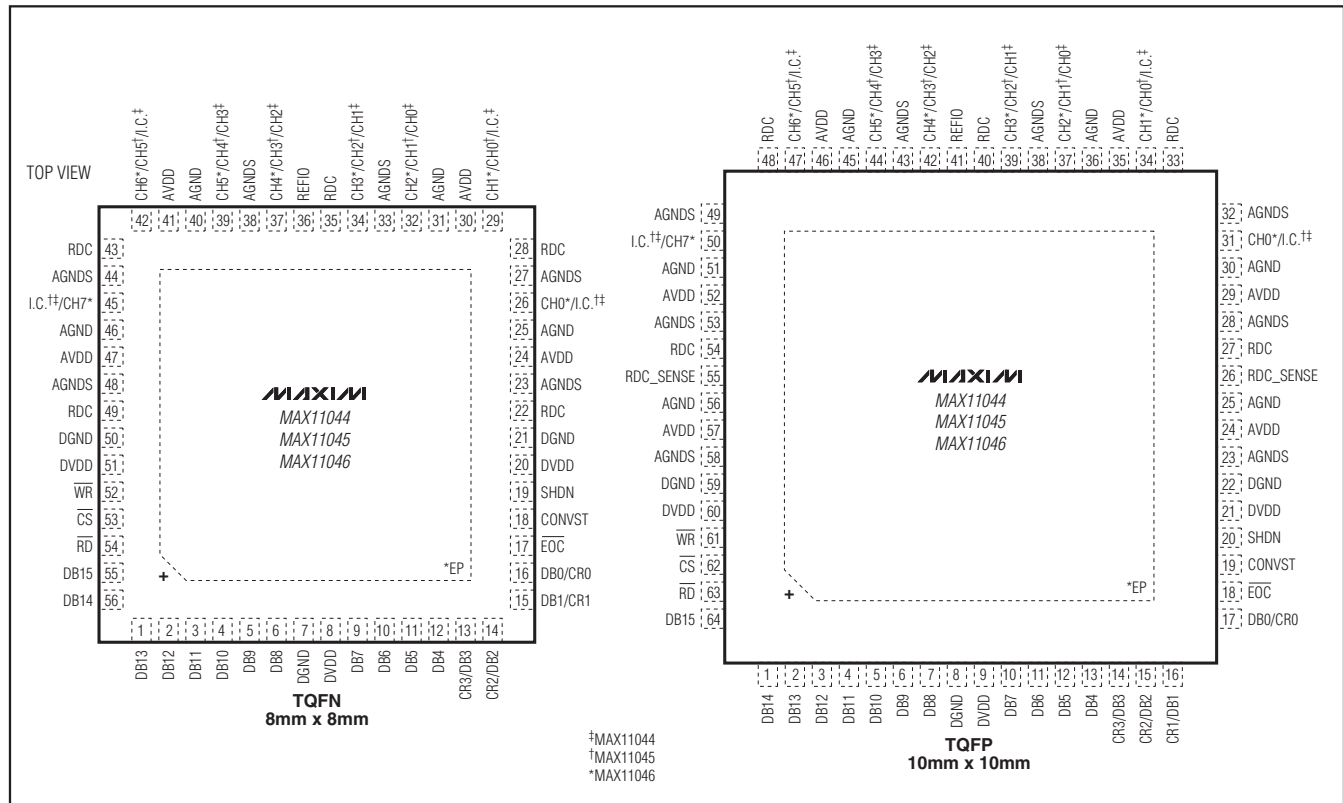 TOP VIEW
CH6*/CH5†/I.C.‡
AVDD
AGND
CH5*/CH4†/CH3‡
AGNDS
CH4*/CH3†/CH2‡
REFIO
RDC
CH3*/CH2†/CH1‡
AGNDS
CH2*/CH1†/CH0‡
AGND
AVDD
CH1*/CH0†/I.C.‡
42 41 40 39 38 37 36 35 34 33 32 31 30 29
RDC 43
AGNDS 44
I.C.†‡/CH7* 45
AGND 46
AVDD 47
AGNDS 48
RDC 49
DGND 50
DVDD 51
WR 52
CS 53
RD 54
DB15 55
DB14 56
28 RDC
27 AGNDS
26 CH0*/I.C.†‡
25 AGND
24 AVDD
23 AGNDS
22 RDC
21 DGND
20 DVDD
19 SHDN
18 CONVST
17 EOC
16 DB0/CR0
15 DB1/CR1
MAXIM
MAX11044
MAX11045
MAX11046
+
*EP
1 2 3 4 5 6 7 8 9 10 11 12 13 14
DB13
DB12
DB11
DB10
DB9
DB8
DGND
DVDD
DB7
DB6
DB5
DB4
CR3/DB3
CR2/DB2
TQFN
8mm x 8mm
RDC
CH6*/CH5†/I.C.‡
AVDD
AGND
CH5*/CH4†/CH3‡
AGNDS
CH4*/CH3†/CH2‡
REFIO
RDC
CH3*/CH2†/CH1‡
AGNDS
CH2*/CH1†/CH0‡
AGND
AVDD
CH1*/CH0†/I.C.‡
RDC
48 47 46 45 44 43 42 41 40 39 38 37 36 35 34 33
AGNDS 49
I.C.†‡/CH7* 50
AGND 51
AVDD 52
AGNDS 53
RDC 54
RDC_SENSE 55
AGND 56
AVDD 57
AGNDS 58
DGND 59
DVDD 60
WR 61
CS 62
RD 63
DB15 64
32 AGNDS
31 CH0*/I.C.†‡
30 AGND
29 AVDD
28 AGNDS
27 RDC
26 RDC_SENSE
25 AGND
24 AVDD
23 AGNDS
22 DGND
21 DVDD
20 SHDN
19 CONVST
18 EOC
17 DB0/CR0
MAXIM
MAX11044
MAX11045
MAX11046
+
*EP
1 2 3 4 5 6 7 8 9 10 11 12 13 14 15 16
DB14
DB13
DB12
DB11
DB10
DB9
DB8
DGND
DVDD
DB7
DB6
DB5
DB4
CR3/DB3
CR2/DB2
CR1/DB1
TQFP
10mm x 10mm
‡MAX11044
†MAX11045
*MAX11046